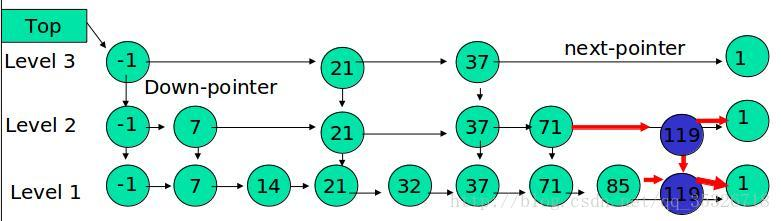 Top
Level 3 -1 21 37 next-pointer 1
Down-pointer
Level 2 -1 7 21 37 71 119 1
Level 1 -1 7 14 21 32 37 71 85 119 1